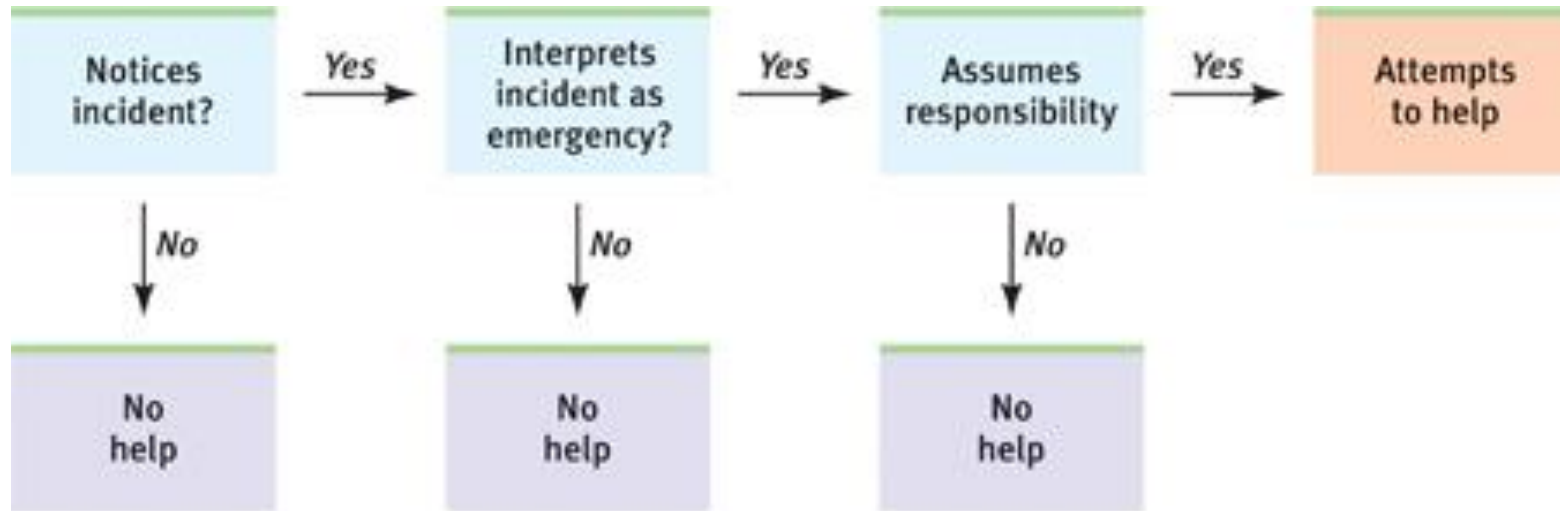 Notices
incident?
Yes
Interprets
incident as
emergency?
Yes
Assumes
responsibility
Yes
Attempts
to help
No
No
No
No
help
No
help
No
help